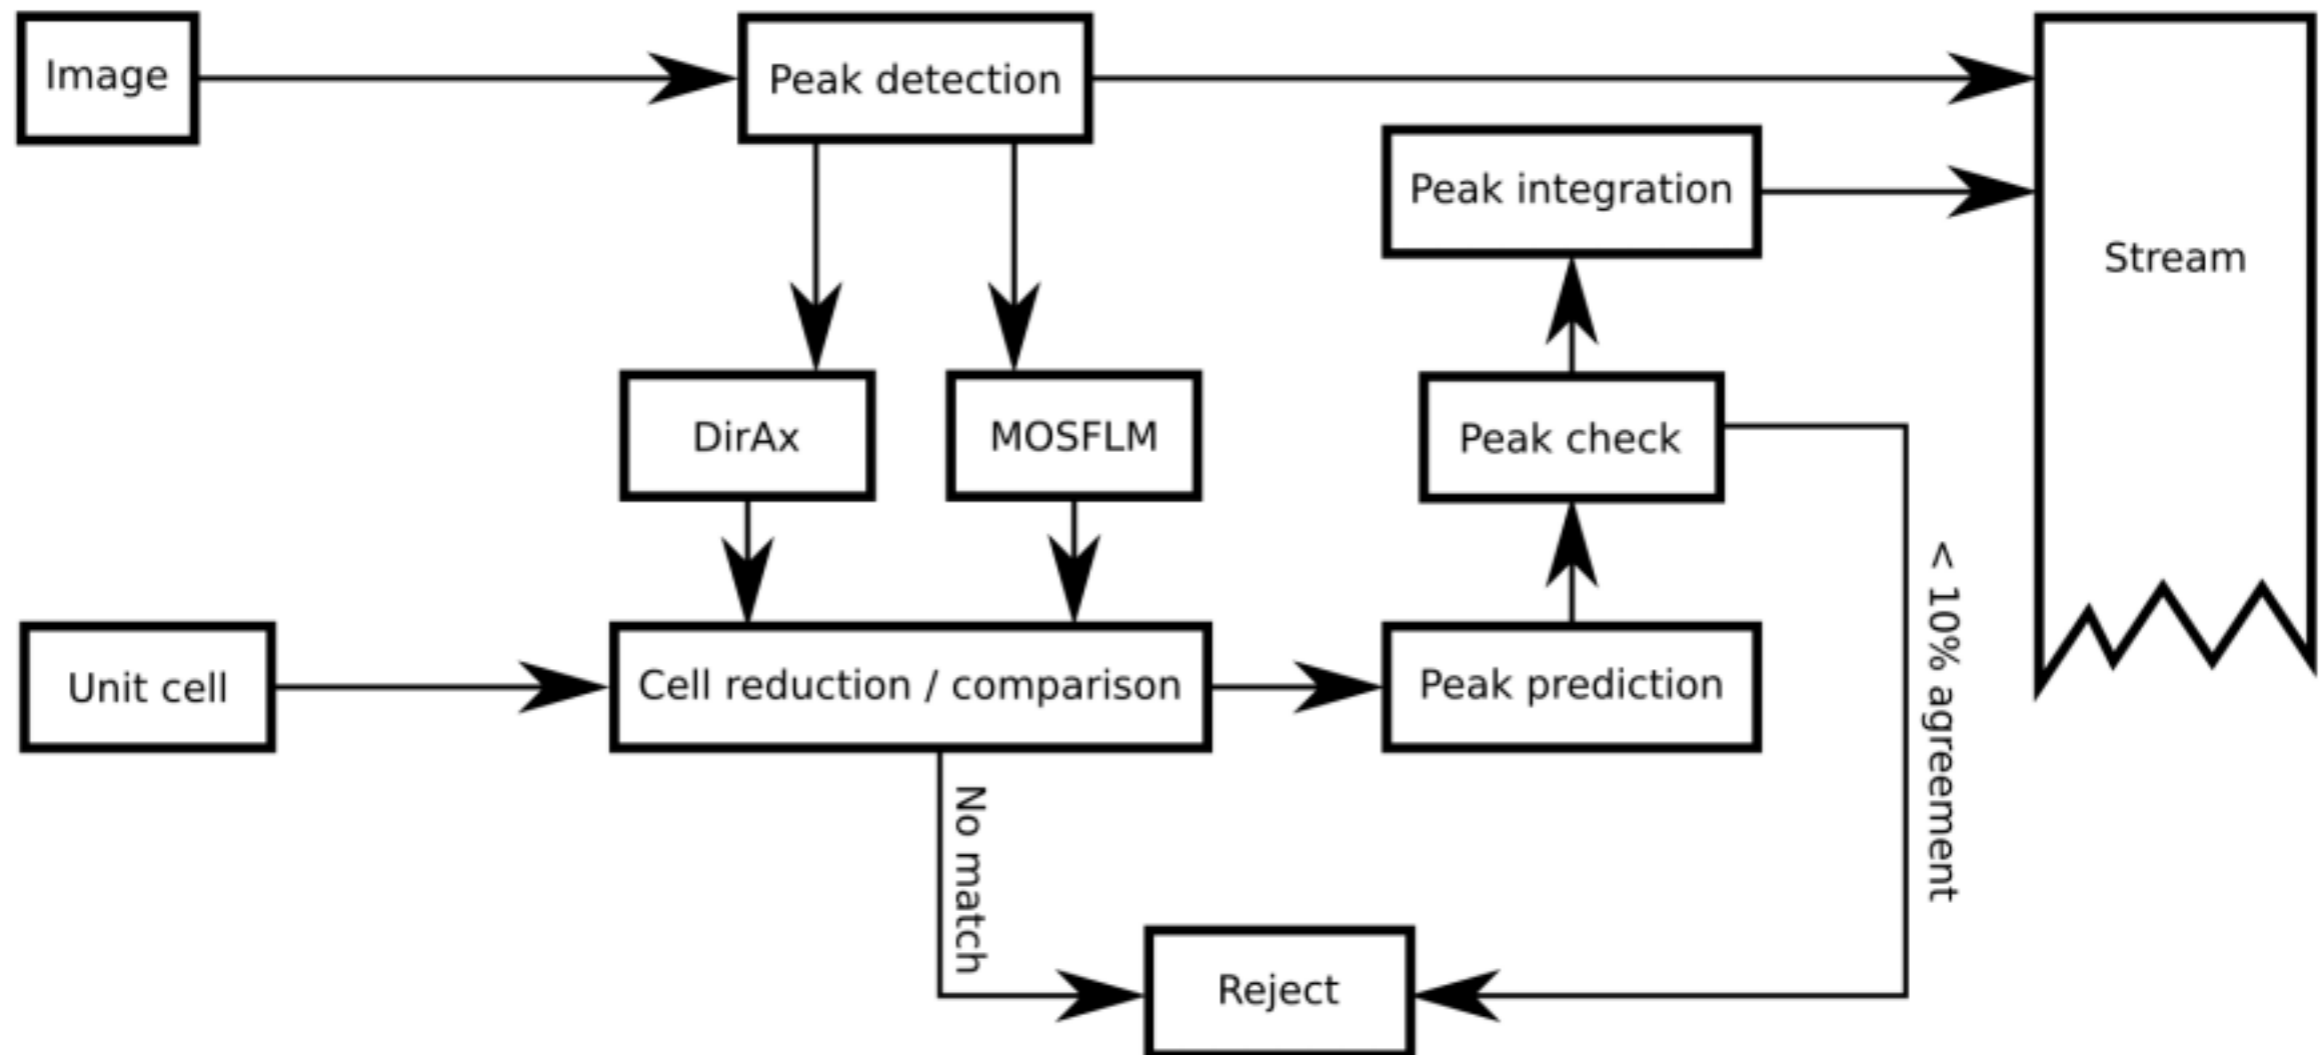 Image
Peak detection
Peak integration
Stream
DirAx
MOSFLM
Peak check
Unit cell
Cell reduction / comparison
Peak prediction
< 10% agreement
No match
Reject